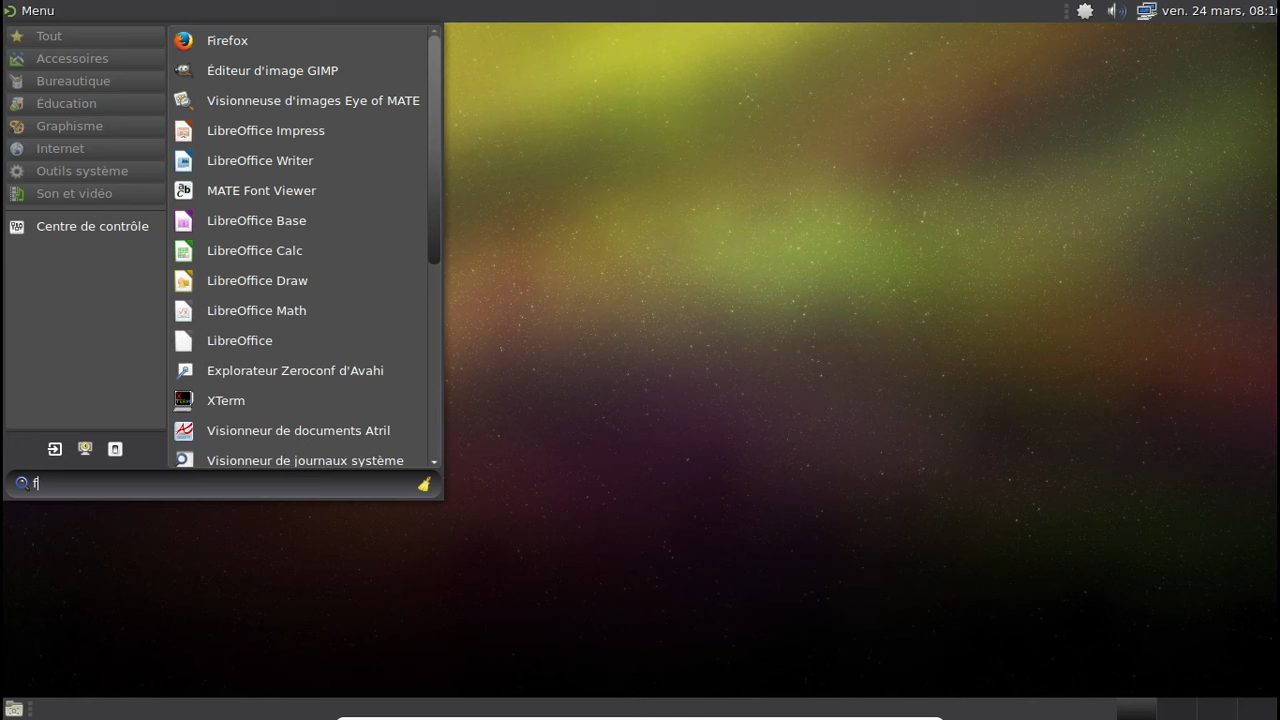 Menu
ven. 24 mars, 08:1
Tout
Accessoires
Bureautique
Éducation
Graphisme
Internet
Outils système
Son et vidéo
Centre de contrôle
Firefox
Éditeur d'image GIMP
Visionneuse d'images Eye of MATE
LibreOffice Impress
LibreOffice Writer
MATE Font Viewer
LibreOffice Base
LibreOffice Calc
LibreOffice Draw
LibreOffice Math
LibreOffice
Explorateur Zeroconf d'Avahi
XTerm
Visionneur de documents Atril
Visionneur de journaux système
f